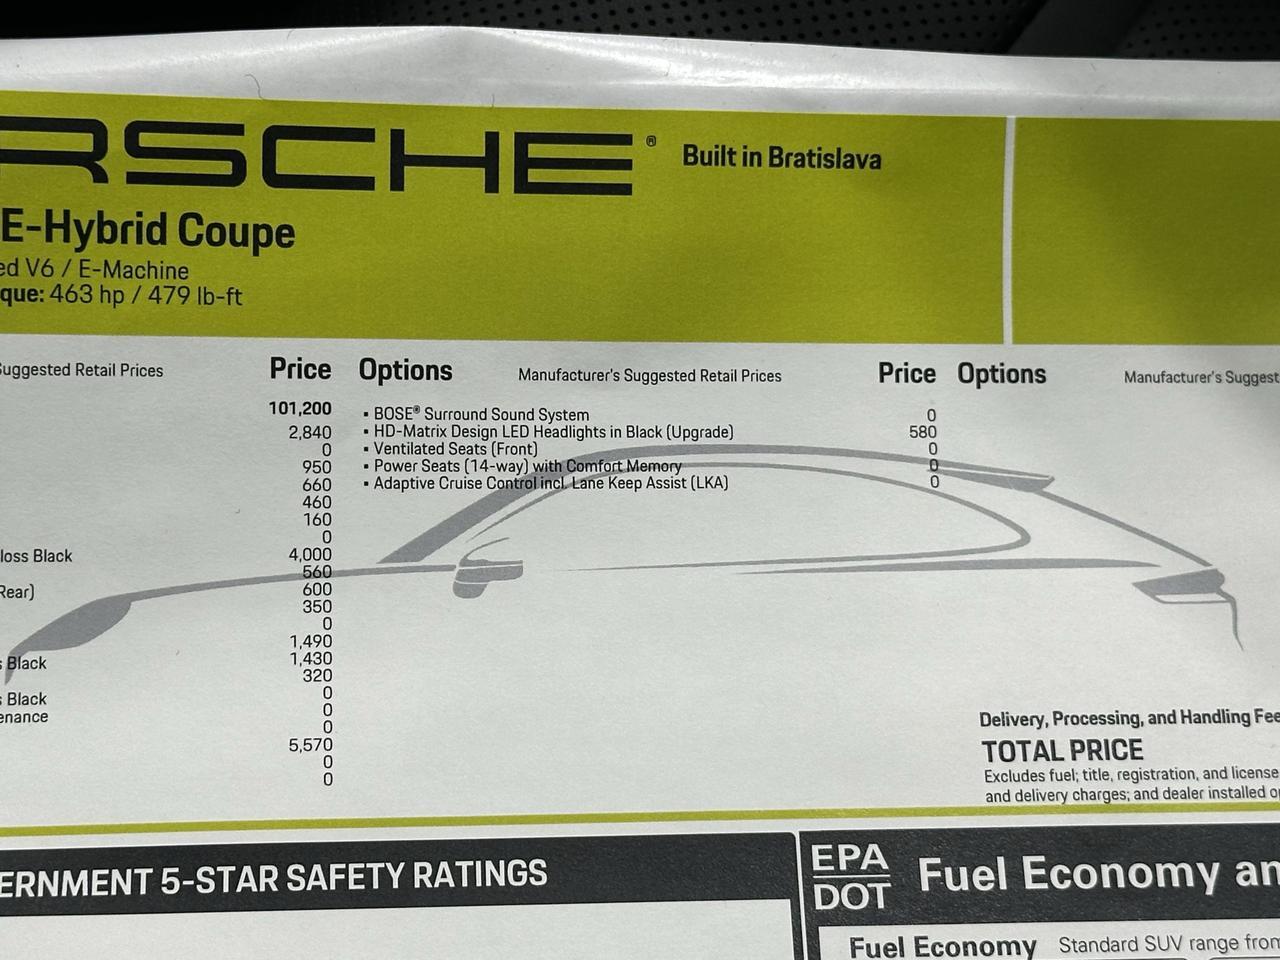 RSCHE® Built in Bratislava
E-Hybrid Coupe
ed V6 / E-Machine
que: 463 hp / 479 lb-ft
Suggested Retail Prices Price Options Manufacturer's Suggested Retail Prices Price Options Manufacturer's Suggest
101,200 ▪ BOSE® Surround Sound System 0
2,840 ▪ HD-Matrix Design LED Headlights in Black (Upgrade) 580
0 ▪ Ventilated Seats (Front) 0
950 ▪ Power Seats (14-way) with Comfort Memory 0
660 ▪ Adaptive Cruise Control incl. Lane Keep Assist (LKA) 0
460
160
0
loss Black 4,000
560
Rear) 600
350
0
1,490
s Black 1,430
320
s Black 0
enance 0
0
5,570
0
0
Delivery, Processing, and Handling Fee
TOTAL PRICE
Excludes fuel; title, registration, and license
and delivery charges; and dealer installed o
ERNMENT 5-STAR SAFETY RATINGS
EPA
DOT
Fuel Economy an
Fuel Economy Standard SUV range from